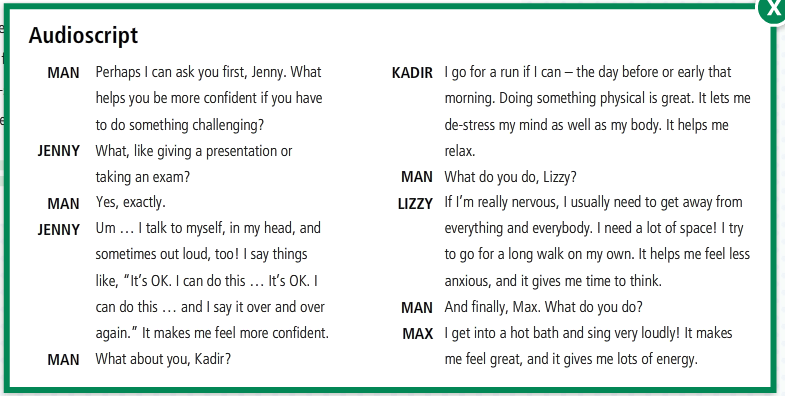 X
Audioscript
MAN Perhaps I can ask you first, Jenny. What
helps you be more confident if you have
to do something challenging?
JENNY What, like giving a presentation or
taking an exam?
MAN Yes, exactly.
JENNY Um … I talk to myself, in my head, and
sometimes out loud, too! I say things
like, “It’s OK. I can do this … It’s OK. I
can do this … and I say it over and over
again.” It makes me feel more confident.
MAN What about you, Kadir?
KADIR I go for a run if I can – the day before or early that
morning. Doing something physical is great. It lets me
de-stress my mind as well as my body. It helps me
relax.
MAN What do you do, Lizzy?
LIZZY If I’m really nervous, I usually need to get away from
everything and everybody. I need a lot of space! I try
to go for a long walk on my own. It helps me feel less
anxious, and it gives me time to think.
MAN And finally, Max. What do you do?
MAX I get into a hot bath and sing very loudly! It makes
me feel great, and it gives me lots of energy.